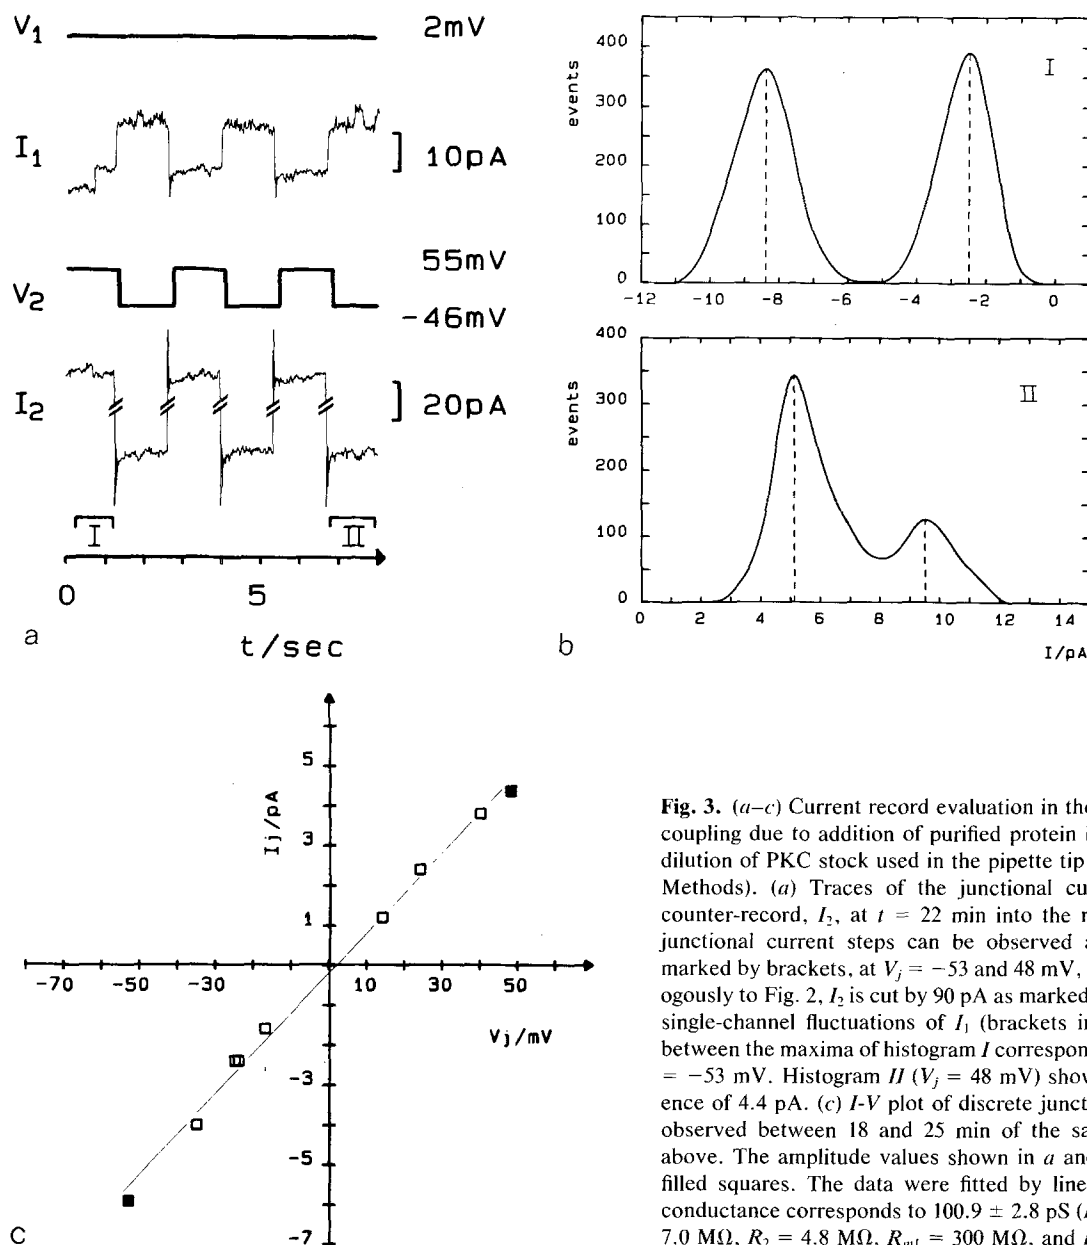 V1
2mV
I1
10pA
V2
55mV
-46mV
I2
20pA
I
II
0
5
t/sec
a
400
300
200
100
0
events
I
-12
-10
-8
-6
-4
-2
0
400
300
200
100
0
events
II
0
2
4
6
8
10
12
14
I/pA
b
Ij/pA
5
3
1
-70
-50
-30
10
30
50
Vj/mV
-3
-5
-7
c
Fig. 3. (a–c) Current record evaluation in the
coupling due to addition of purified protein
dilution of PKC stock used in the pipette tip
Methods). (a) Traces of the junctional cu
counter-record, I2, at t = 22 min into the
junctional current steps can be observed
marked by brackets, at Vj = −53 and 48 mV,
ogously to Fig. 2, I2 is cut by 90 pA as marked
single-channel fluctuations of I1 (brackets
between the maxima of histogram I correspon
= −53 mV. Histogram II (Vj = 48 mV) show
ence of 4.4 pA. (c) I-V plot of discrete junct
observed between 18 and 25 min of the sa
above. The amplitude values shown in a an
filled squares. The data were fitted by line
conductance corresponds to 100.9 ± 2.8 pS
7.0 MΩ, R2 = 4.8 MΩ, Rmt = 300 MΩ, and